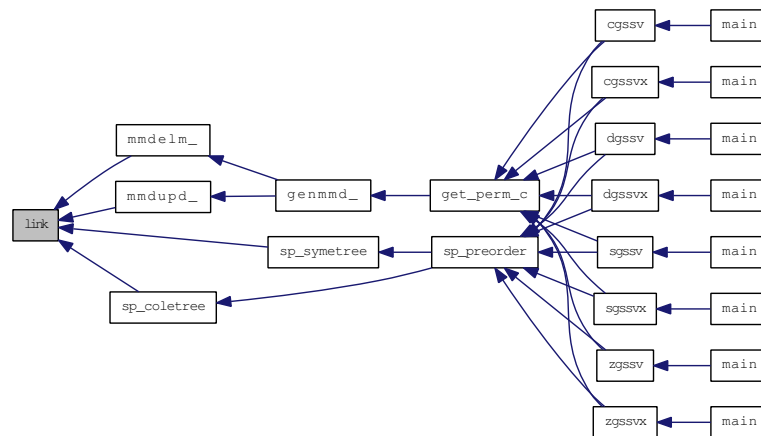 link
mmdelm_
mmdupd_
sp_symetree
sp_coletree
genmmd_
get_perm_c
sp_preorder
cgssv
main
cgssvx
main
dgssv
main
dgssvx
main
sgssv
main
sgssvx
main
zgssv
main
zgssvx
main